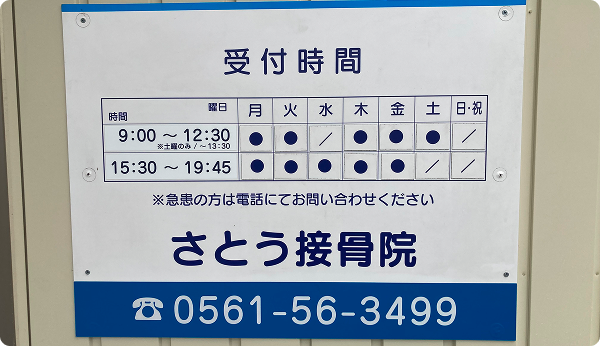 受付時間
時間 曜日 月 火 水 木 金 土 日・祝
9:00 ～ 12:30 ● ● ／ ● ● ● ／
※土曜のみ / ～13:30
15:30 ～ 19:45 ● ● ● ● ● ／ ／
※急患の方は電話にてお問い合わせください
さとう接骨院
☎ 0561-56-3499